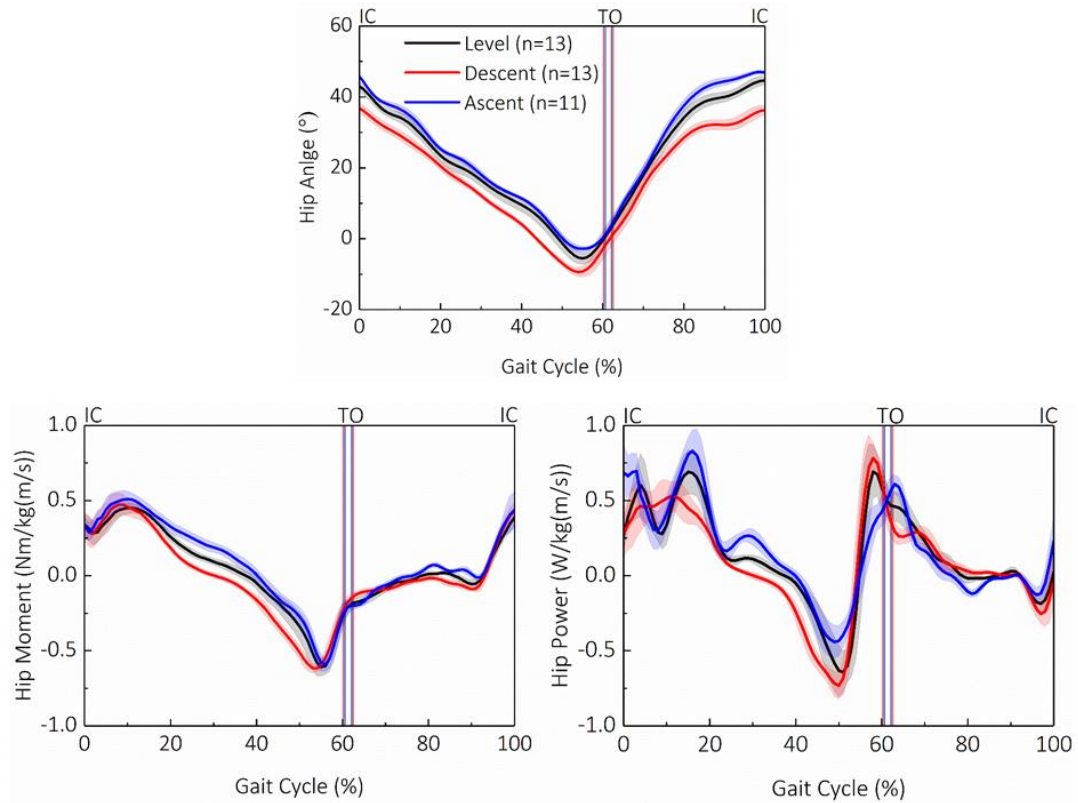 IC TO IC
60
Level (n=13)
Descent (n=13)
40
Ascent (n=11)
Hip Anlge (°)
20
0
-20
0 20 40 60 80 100
Gait Cycle (%)
IC TO IC
1.0
0.5
0.0
-0.5
-1.0
Hip Moment (Nm/kg(m/s))
0 20 40 60 80 100
Gait Cycle (%)
IC TO IC
1.0
0.5
0.0
-0.5
-1.0
Hip Power (W/kg(m/s))
0 20 40 60 80 100
Gait Cycle (%)